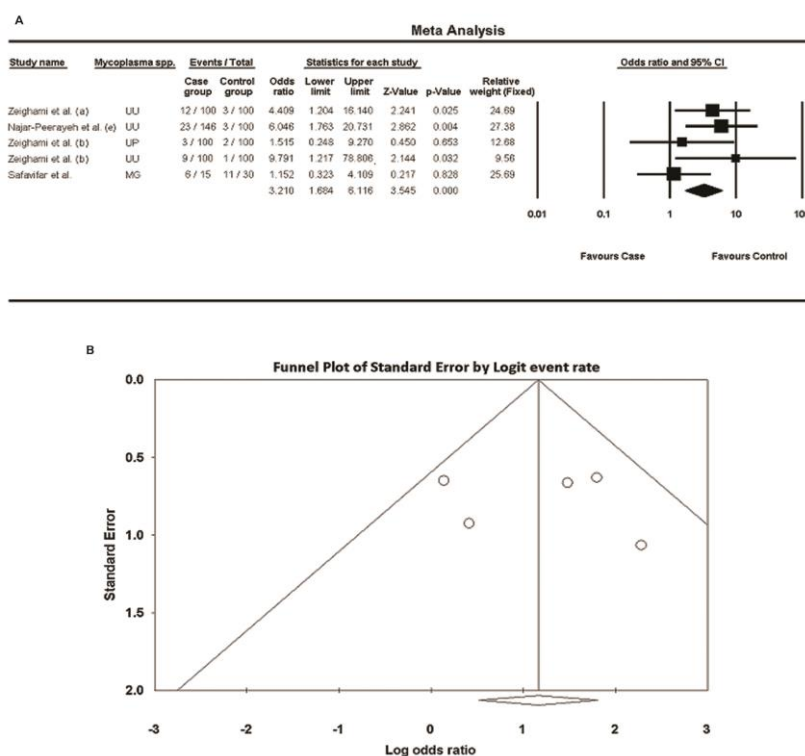 A
Meta Analysis
Study name Mycoplasma spp. Events / Total Statistics for each study Odds ratio and 95% CI
Case group Control group Odds ratio Lower limit Upper limit Z-Value p-Value Relative weight (Fixed)
Zeighami et al. (a) UU 12 / 100 3 / 100 4.409 1.204 16.140 2.241 0.025 24.69
Najar-Peerayeh et al. (e) UU 23 / 146 3 / 100 6.046 1.763 20.731 2.862 0.004 27.38
Zeighami et al. (b) UP 3 / 100 2 / 100 1.515 0.248 9.270 0.450 0.653 12.68
Zeighami et al. (b) UU 9 / 100 1 / 100 9.791 1.217 78.806 2.144 0.032 9.56
Safavifar et al. MG 6 / 15 11 / 30 1.152 0.323 4.109 0.217 0.828 25.69
3.210 1.684 6.116 3.545 0.000
0.01 0.1 1 10 100
Favours Case Favours Control
B
Funnel Plot of Standard Error by Logit event rate
0.0
0.5
1.0
1.5
2.0
Standard Error
-3 -2 -1 0 1 2 3
Log odds ratio